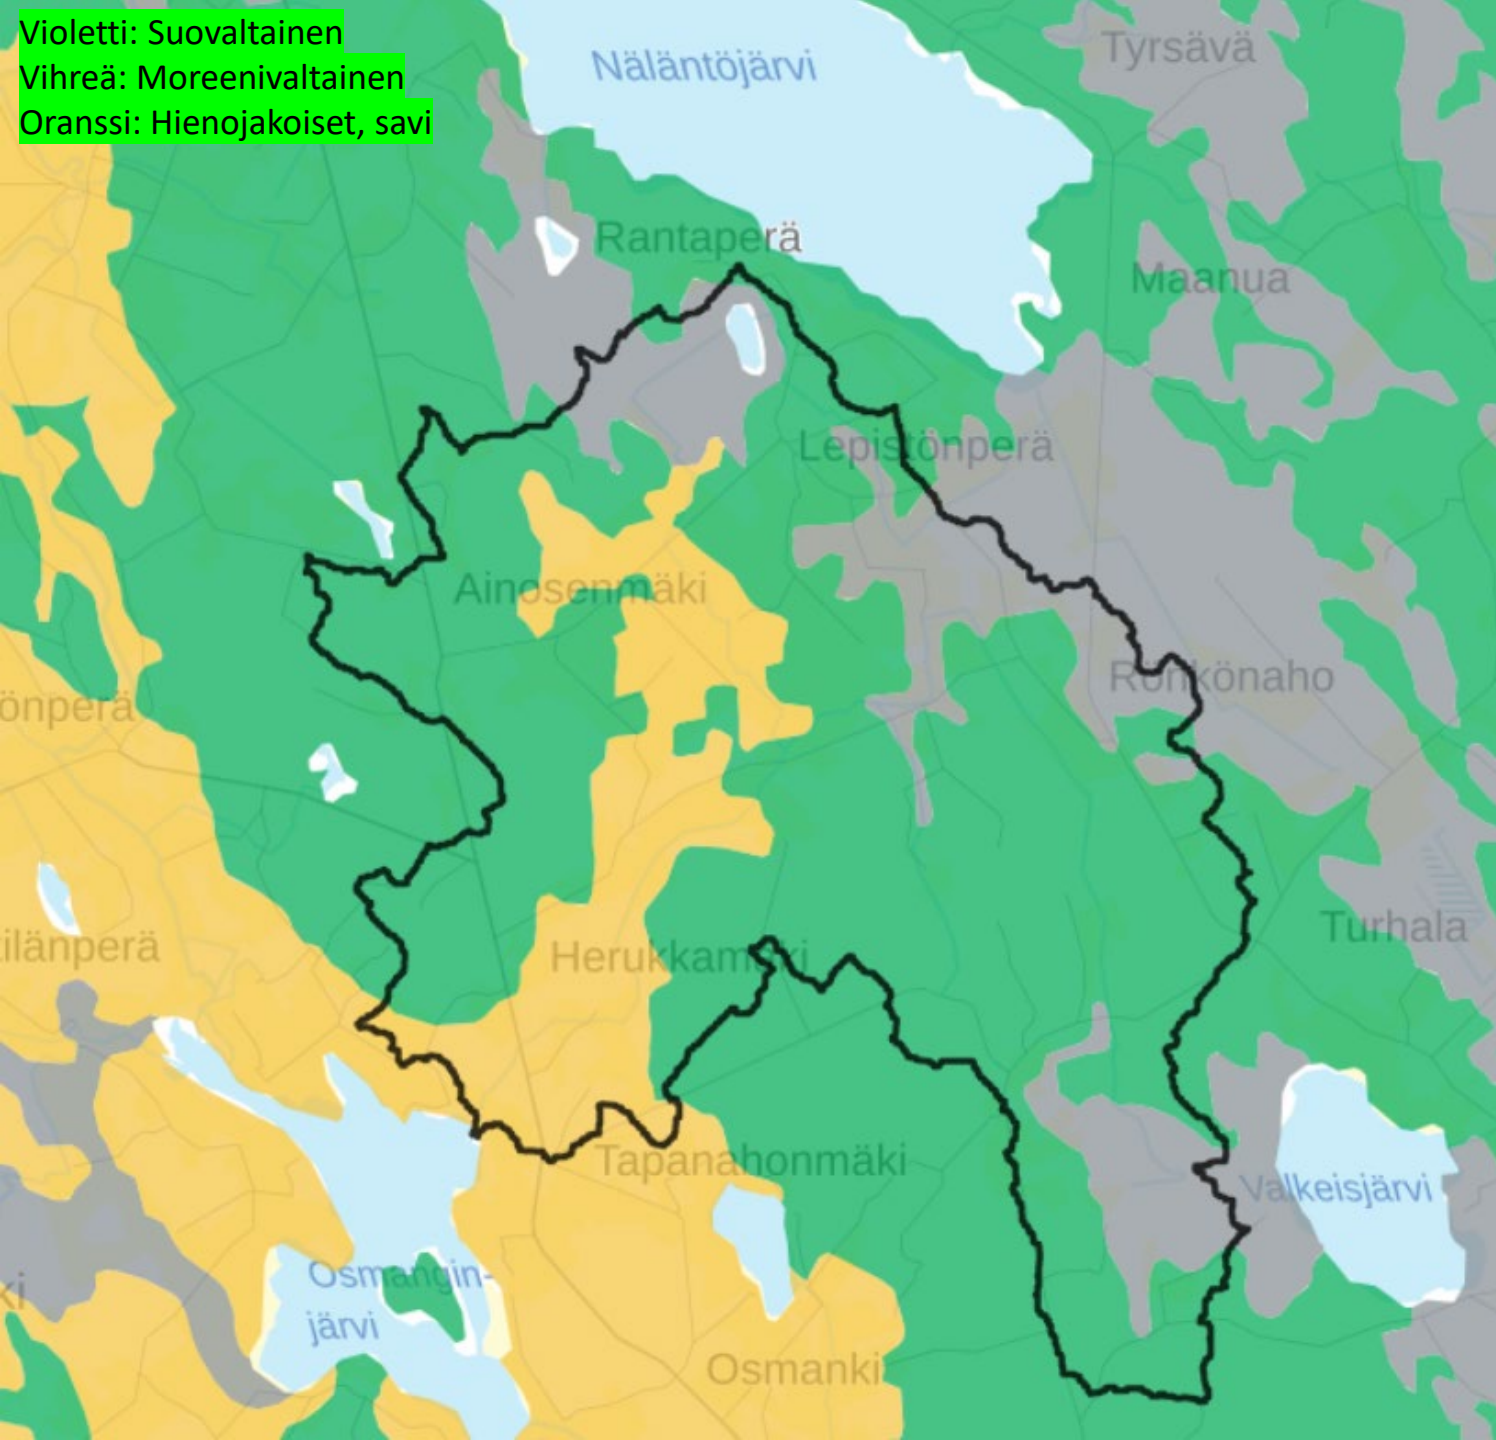 Violetti: Suovaltainen
Vihreä: Moreenivaltainen
Oranssi: Hienojakoiset, savi
Näläntöjärvi
Tyrsävä
Rantaperä
Maanua
Lepistönperä
Ainosenmäki
Ronkönaho
önperä
Turhala
ilänperä
Herukkamäki
Tapanahonmäki
Valkeisjärvi
Osmangin-
järvi
ki
Osmanki